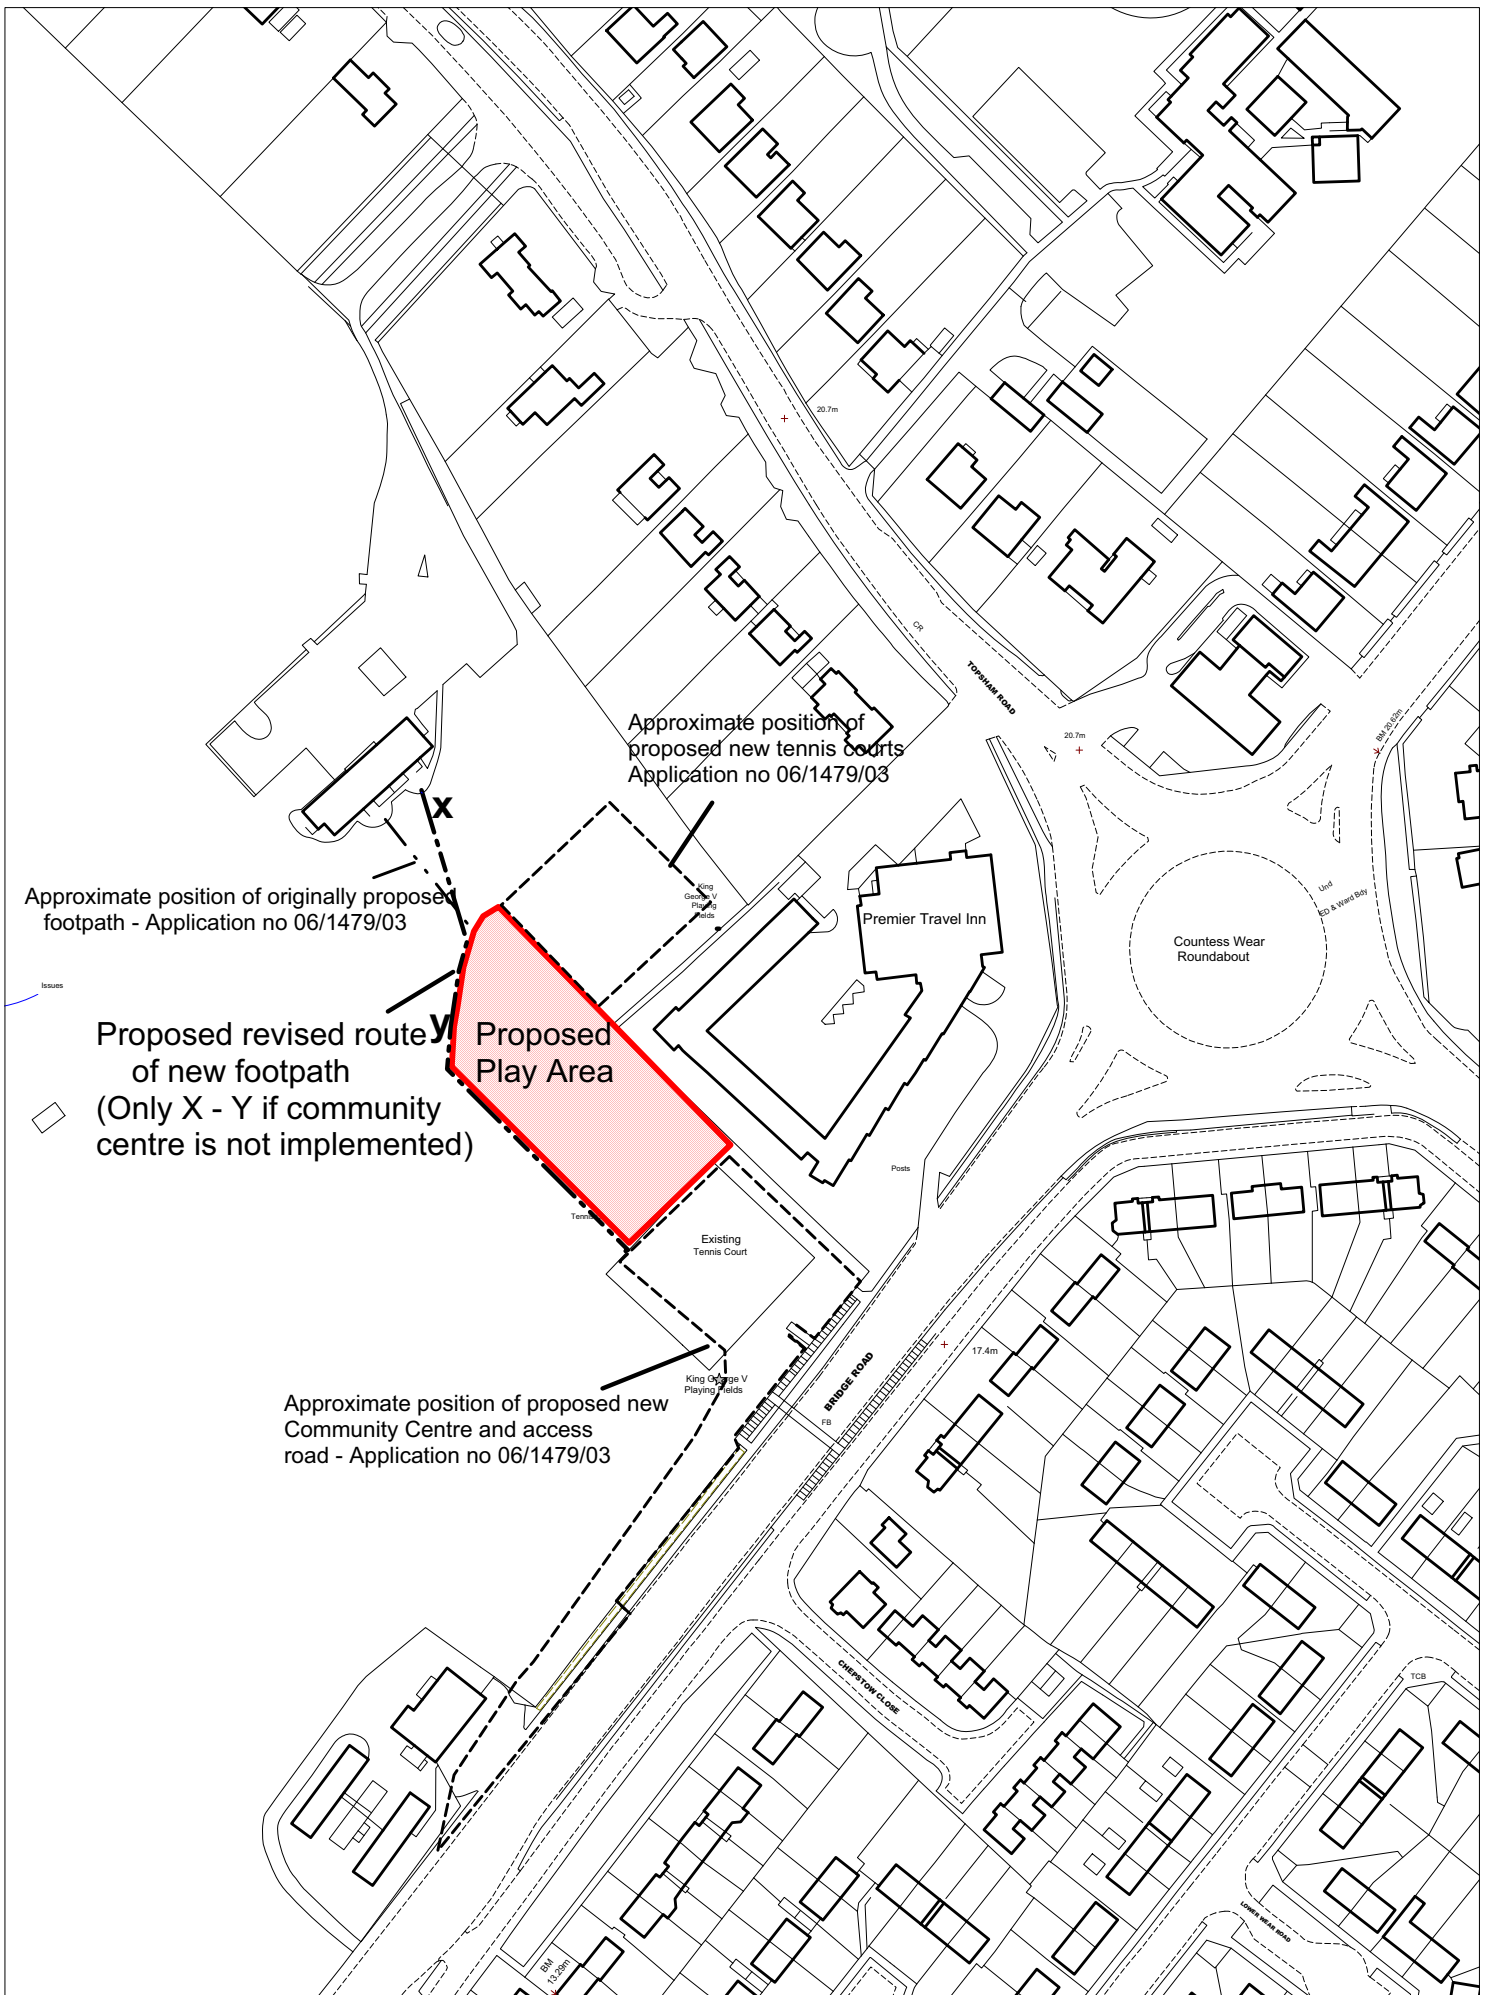 20.7m
CR
TOPSHAM ROAD
20.7m
BM 20.62m
Approximate position of
proposed new tennis courts
Application no 06/1479/03
x
King
George V
Playing
Fields
Premier Travel Inn
Und
ED & Ward Bdy
Countess Wear
Roundabout
Approximate position of originally proposed
footpath - Application no 06/1479/03
Issues
y
Proposed revised route
of new footpath
(Only X - Y if community
centre is not implemented)
Proposed
Play Area
Posts
Tennis
Existing
Tennis Court
17.4m
BRIDGE ROAD
FB
King George V
Playing Fields
Approximate position of proposed new
Community Centre and access
road - Application no 06/1479/03
CHEPSTOW CLOSE
TCB
LOWER WEAR ROAD
BM
13.29m